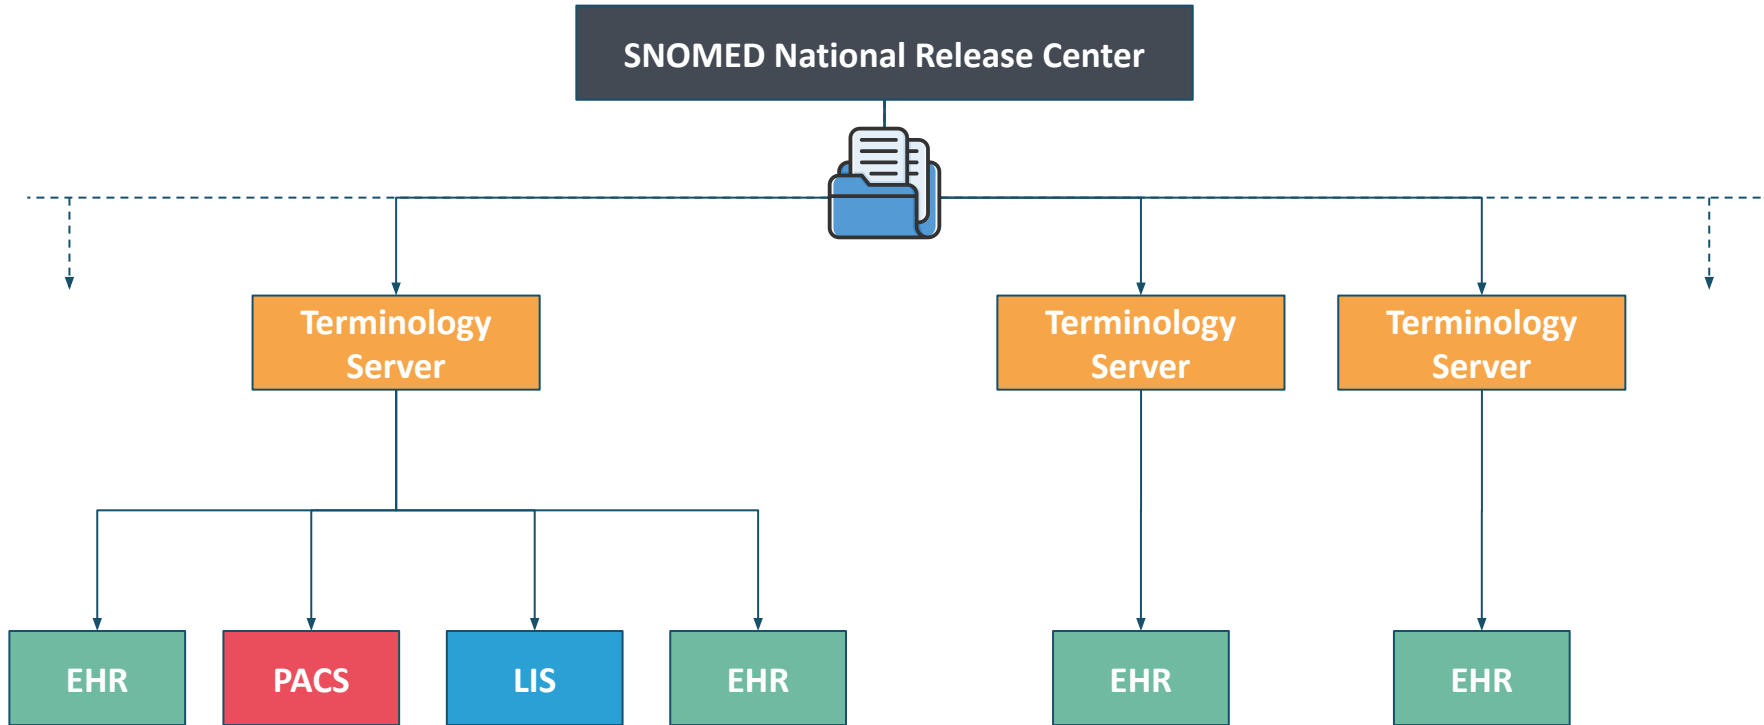 SNOMED National Release Center
Terminology
Server
Terminology
Server
Terminology
Server
EHR
PACS
LIS
EHR
EHR
EHR